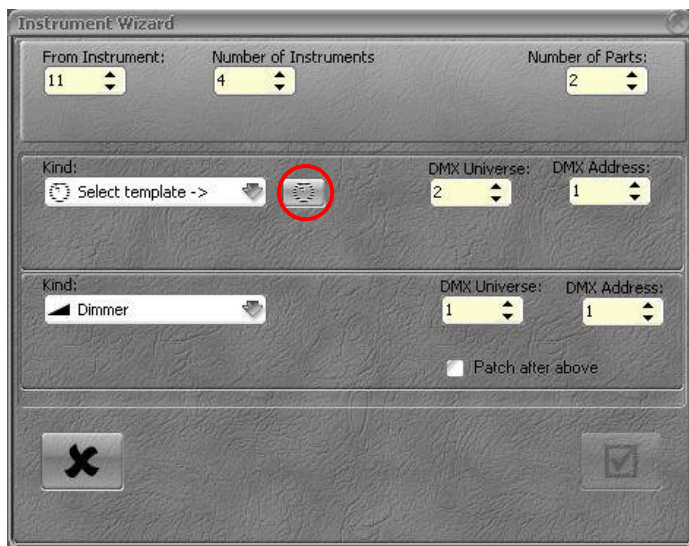 Instrument Wizard
From Instrument: Number of Instruments Number of Parts:
11 4 2
Kind: DMX Universe: DMX Address:
Select template -> 2 1
Kind: DMX Universe: DMX Address:
Dimmer 1 1
Patch after above